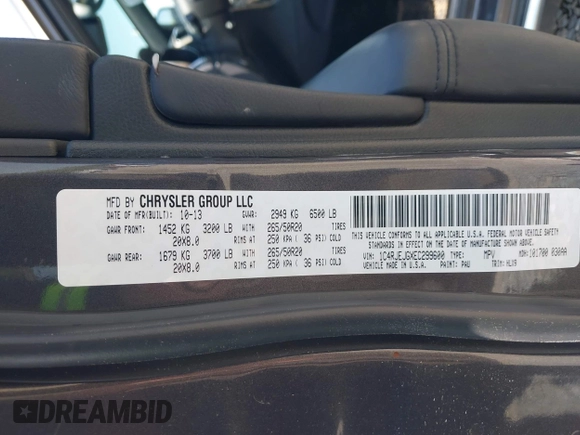 MFD BY CHRYSLER GROUP LLC
DATE OF MFR(BUILT): 10-13 GVWR: 2949 KG 6500 LB
GAWR FRONT: 1452 KG 3200 LB WITH 265/50R20 TIRES
20X8.0 RIMS AT 250 KPA ( 36 PSI) COLD
GAWR REAR: 1679 KG 3700 LB WITH 265/50R20 TIRES
20X8.0 RIMS AT 250 KPA ( 36 PSI) COLD
THIS VEHICLE CONFORMS TO ALL APPLICABLE U.S.A. FEDERAL MOTOR VEHICLE SAFETY
STANDARDS IN EFFECT ON THE DATE OF MANUFACTURE SHOWN ABOVE.
VIN: 1C4RJEJGXEC299600 TYPE: MPV MDH: 101700 830AA
VEHICLE MADE IN U.S.A. PAINT: PAU TRIM: HLX9
DREAMBID